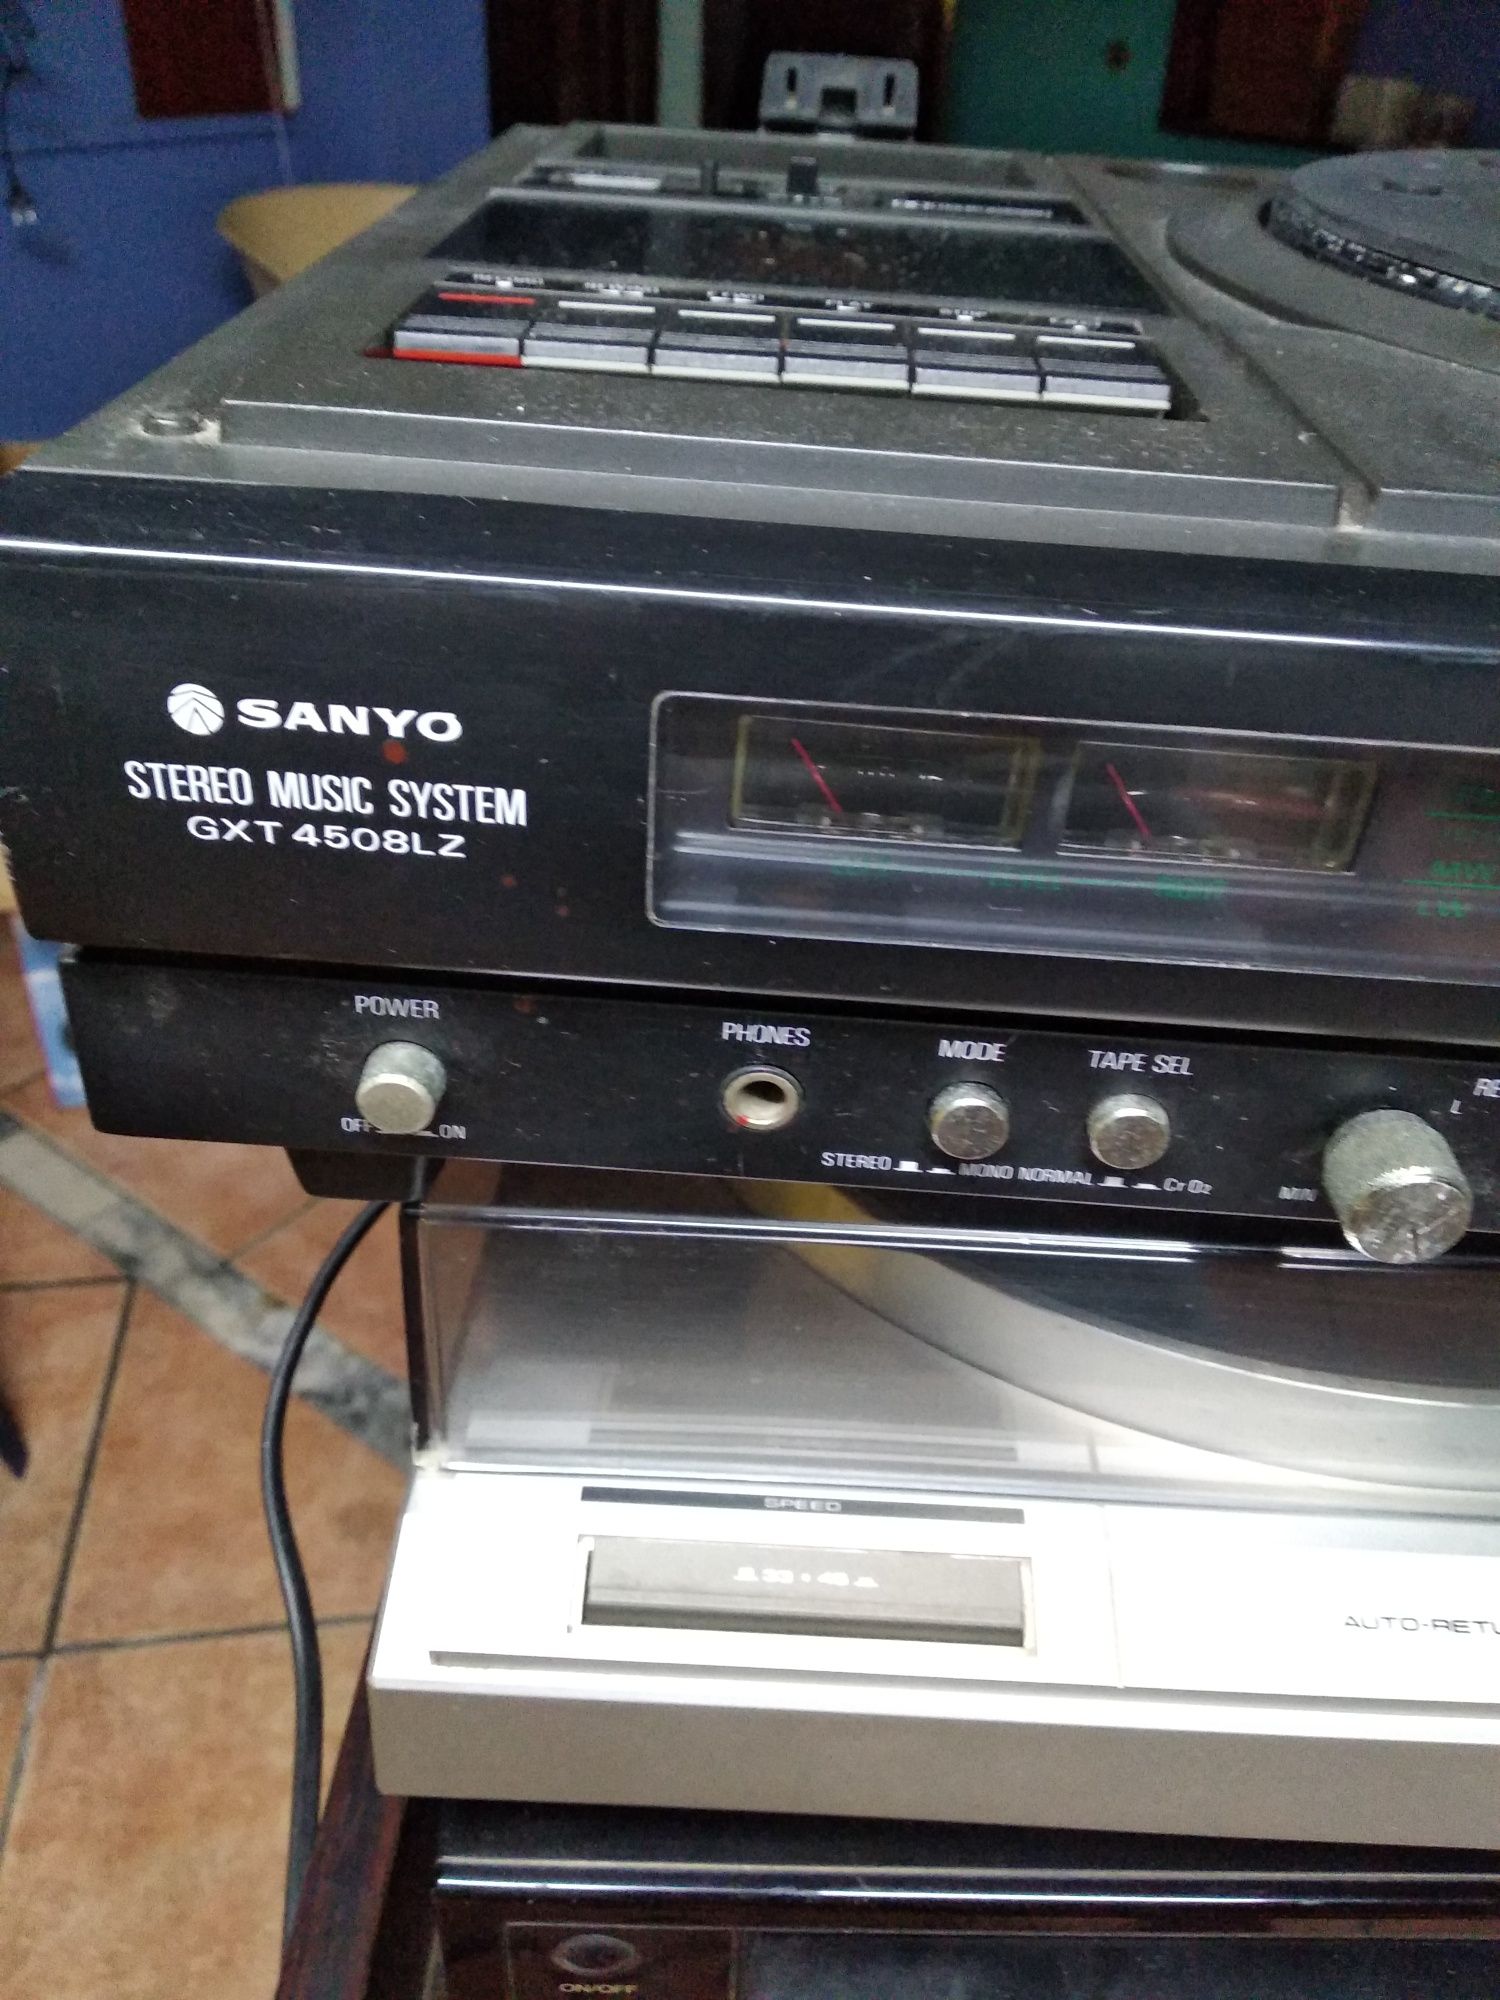 SANYO
STEREO MUSIC SYSTEM
GXT 4508LZ
MW
LW
POWER
OFF ON
PHONES
MODE
STEREO MONO
TAPE SEL
NORMAL CrO2
MIN
L
SPEED
33 • 45
AUTO-RETU
ON/OFF